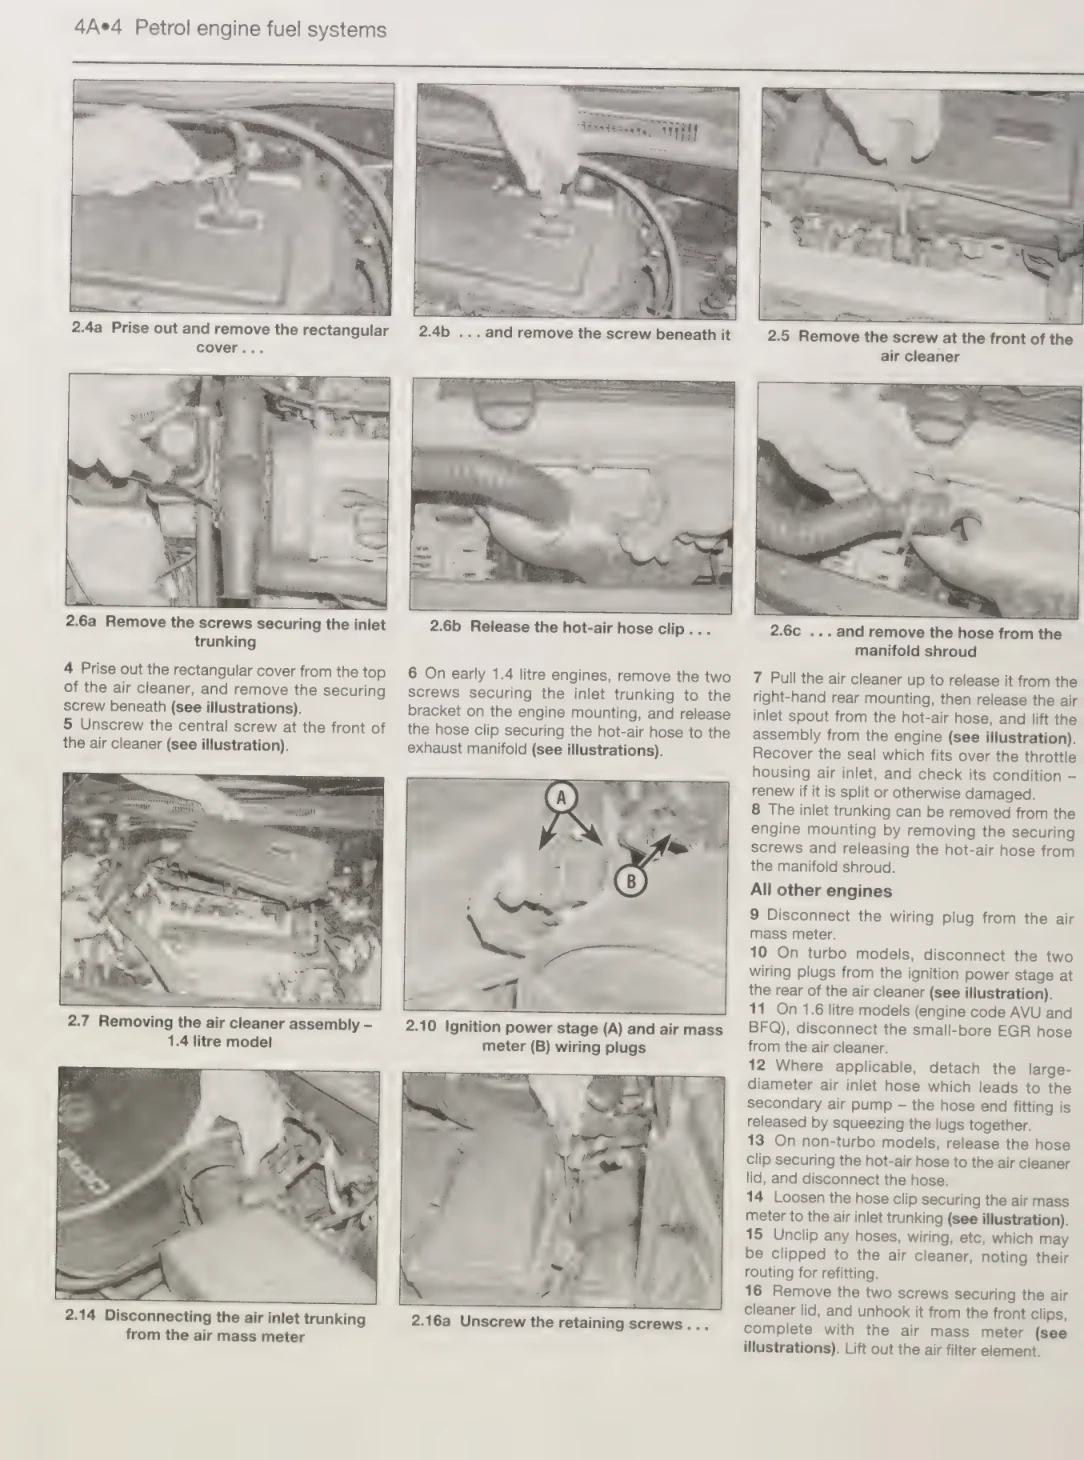 4A•4 Petrol engine fuel systems
2.4a Prise out and remove the rectangular
cover . . .
2.4b . . . and remove the screw beneath it
2.5 Remove the screw at the front of the
air cleaner
2.6a Remove the screws securing the inlet
trunking
2.6b Release the hot-air hose clip . . .
2.6c . . . and remove the hose from the
manifold shroud
4 Prise out the rectangular cover from the top
of the air cleaner, and remove the securing
screw beneath (see illustrations).
5 Unscrew the central screw at the front of
the air cleaner (see illustration).
6 On early 1.4 litre engines, remove the two
screws securing the inlet trunking to the
bracket on the engine mounting, and release
the hose clip securing the hot-air hose to the
exhaust manifold (see illustrations).
7 Pull the air cleaner up to release it from the
right-hand rear mounting, then release the air
inlet spout from the hot-air hose, and lift the
assembly from the engine (see illustration).
Recover the seal which fits over the throttle
housing air inlet, and check its condition –
renew if it is split or otherwise damaged.
8 The inlet trunking can be removed from the
engine mounting by removing the securing
screws and releasing the hot-air hose from
the manifold shroud.
All other engines
9 Disconnect the wiring plug from the air
mass meter.
10 On turbo models, disconnect the two
wiring plugs from the ignition power stage at
the rear of the air cleaner (see illustration).
11 On 1.6 litre models (engine code AVU and
BFQ), disconnect the small-bore EGR hose
from the air cleaner.
12 Where applicable, detach the large-
diameter air inlet hose which leads to the
secondary air pump – the hose end fitting is
released by squeezing the lugs together.
13 On non-turbo models, release the hose
clip securing the hot-air hose to the air cleaner
lid, and disconnect the hose.
14 Loosen the hose clip securing the air mass
meter to the air inlet trunking (see illustration).
15 Unclip any hoses, wiring, etc, which may
be clipped to the air cleaner, noting their
routing for refitting.
16 Remove the two screws securing the air
cleaner lid, and unhook it from the front clips,
complete with the air mass meter (see
illustrations). Lift out the air filter element.
A
B
2.7 Removing the air cleaner assembly –
1.4 litre model
2.10 Ignition power stage (A) and air mass
meter (B) wiring plugs
2.14 Disconnecting the air inlet trunking
from the air mass meter
2.16a Unscrew the retaining screws . . .